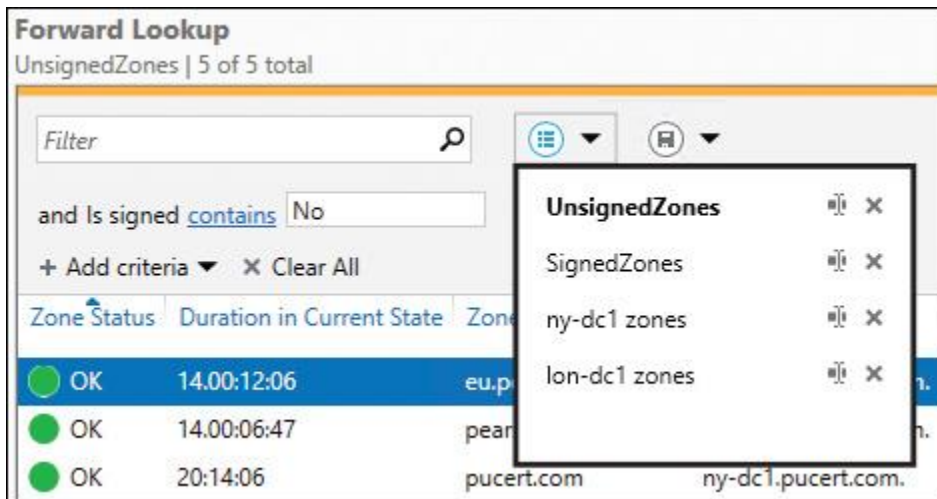 Forward Lookup
UnsignedZones | 5 of 5 total
Filter
and Is signed contains No
+ Add criteria Clear All
UnsignedZones
SignedZones
ny-dc1 zones
lon-dc1 zones
Zone Status Duration in Current State
OK 14.00:12:06
OK 14.00:06:47
OK 20:14:06 pucert.com ny-dc1.pucert.com.